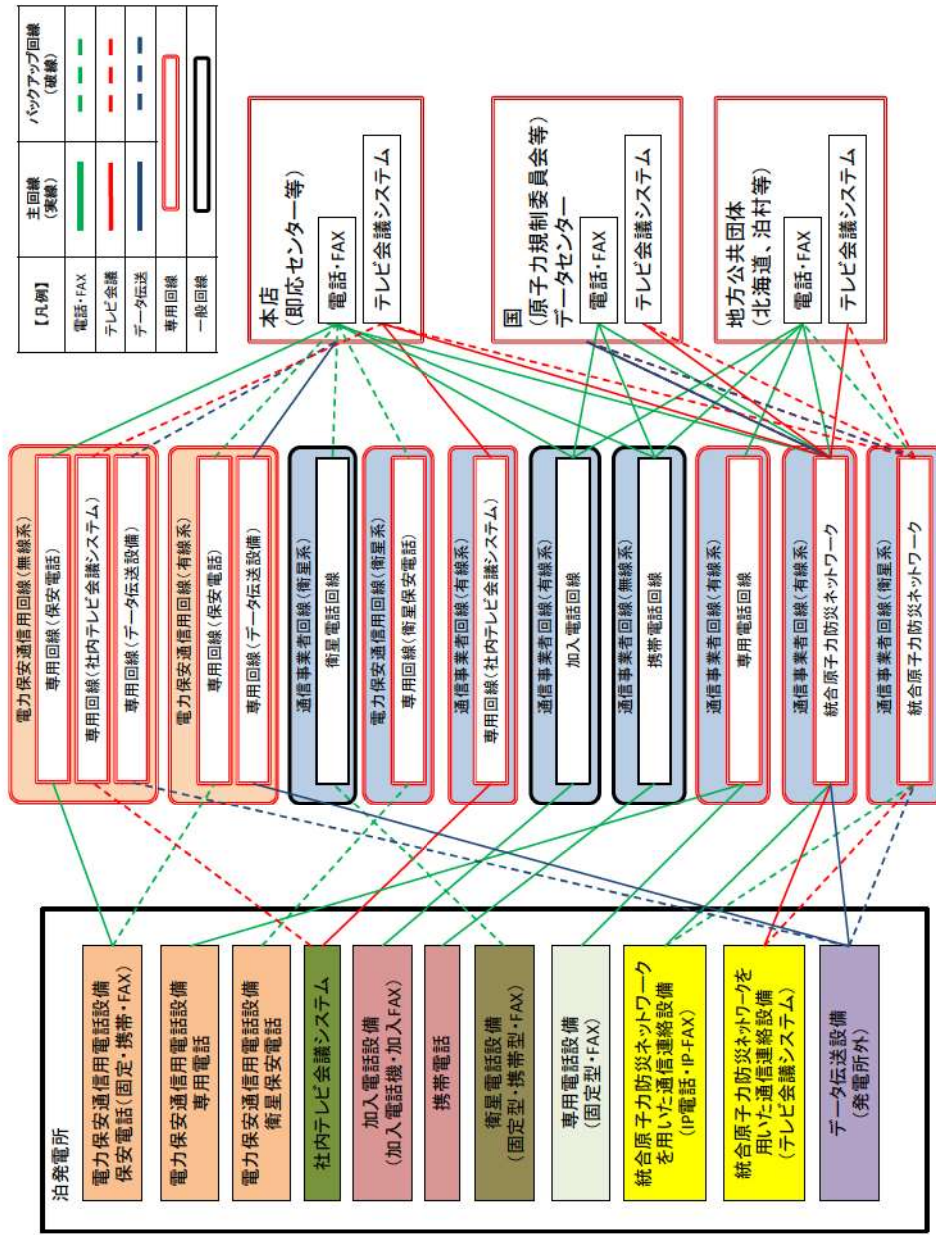 【凡例】
主回線
(実線)
バックアップ回線
(破線)
電話・FAX
テレビ会議
データ伝送
専用回線
一般回線
泊発電所
電力保安通信用電話設備
保安電話(固定・携帯・FAX)
電力保安通信用電話設備
専用電話
電力保安通信用電話設備
衛星保安電話
社内テレビ会議システム
加入電話設備
(加入電話機・加入FAX)
携帯電話
衛星電話設備
(固定型・携帯型・FAX)
専用電話設備
(固定型・FAX)
統合原子力防災ネットワーク
を用いた通信連絡設備
(IP電話・IP-FAX)
統合原子力防災ネットワークを
用いた通信連絡設備
(テレビ会議システム)
データ伝送設備
(発電所外)
電力保安通信用回線(無線系)
専用回線(保安電話)
専用回線(社内テレビ会議システム)
専用回線(データ伝送設備)
電力保安通信用回線(有線系)
専用回線(保安電話)
専用回線(データ伝送設備)
通信事業者回線(衛星系)
衛星電話回線
電力保安通信用回線(衛星系)
専用回線(衛星保安電話)
通信事業者回線(有線系)
専用回線(社内テレビ会議システム)
通信事業者回線(有線系)
加入電話回線
通信事業者回線(無線系)
携帯電話回線
通信事業者回線(有線系)
専用電話回線
通信事業者回線(有線系)
統合原子力防災ネットワーク
通信事業者回線(衛星系)
統合原子力防災ネットワーク
本店
(即応センター等)
電話・FAX
テレビ会議システム
国
(原子力規制委員会等)
データセンター
電話・FAX
テレビ会議システム
地方公共団体
(北海道、泊村等)
電話・FAX
テレビ会議システム